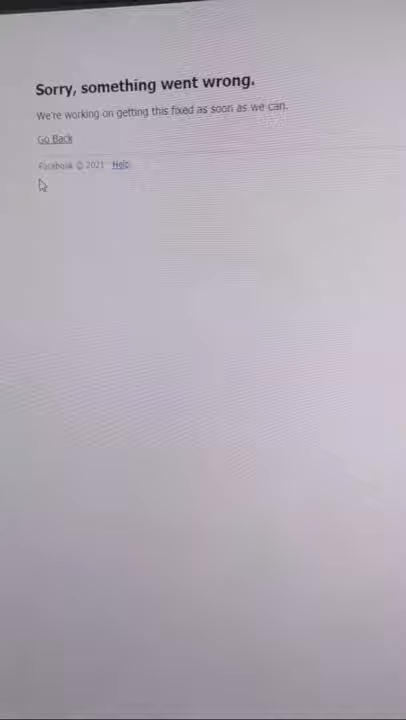 Sorry, something went wrong.
We're working on getting this fixed as soon as we can.
Go Back
Facebook © 2021 · Help